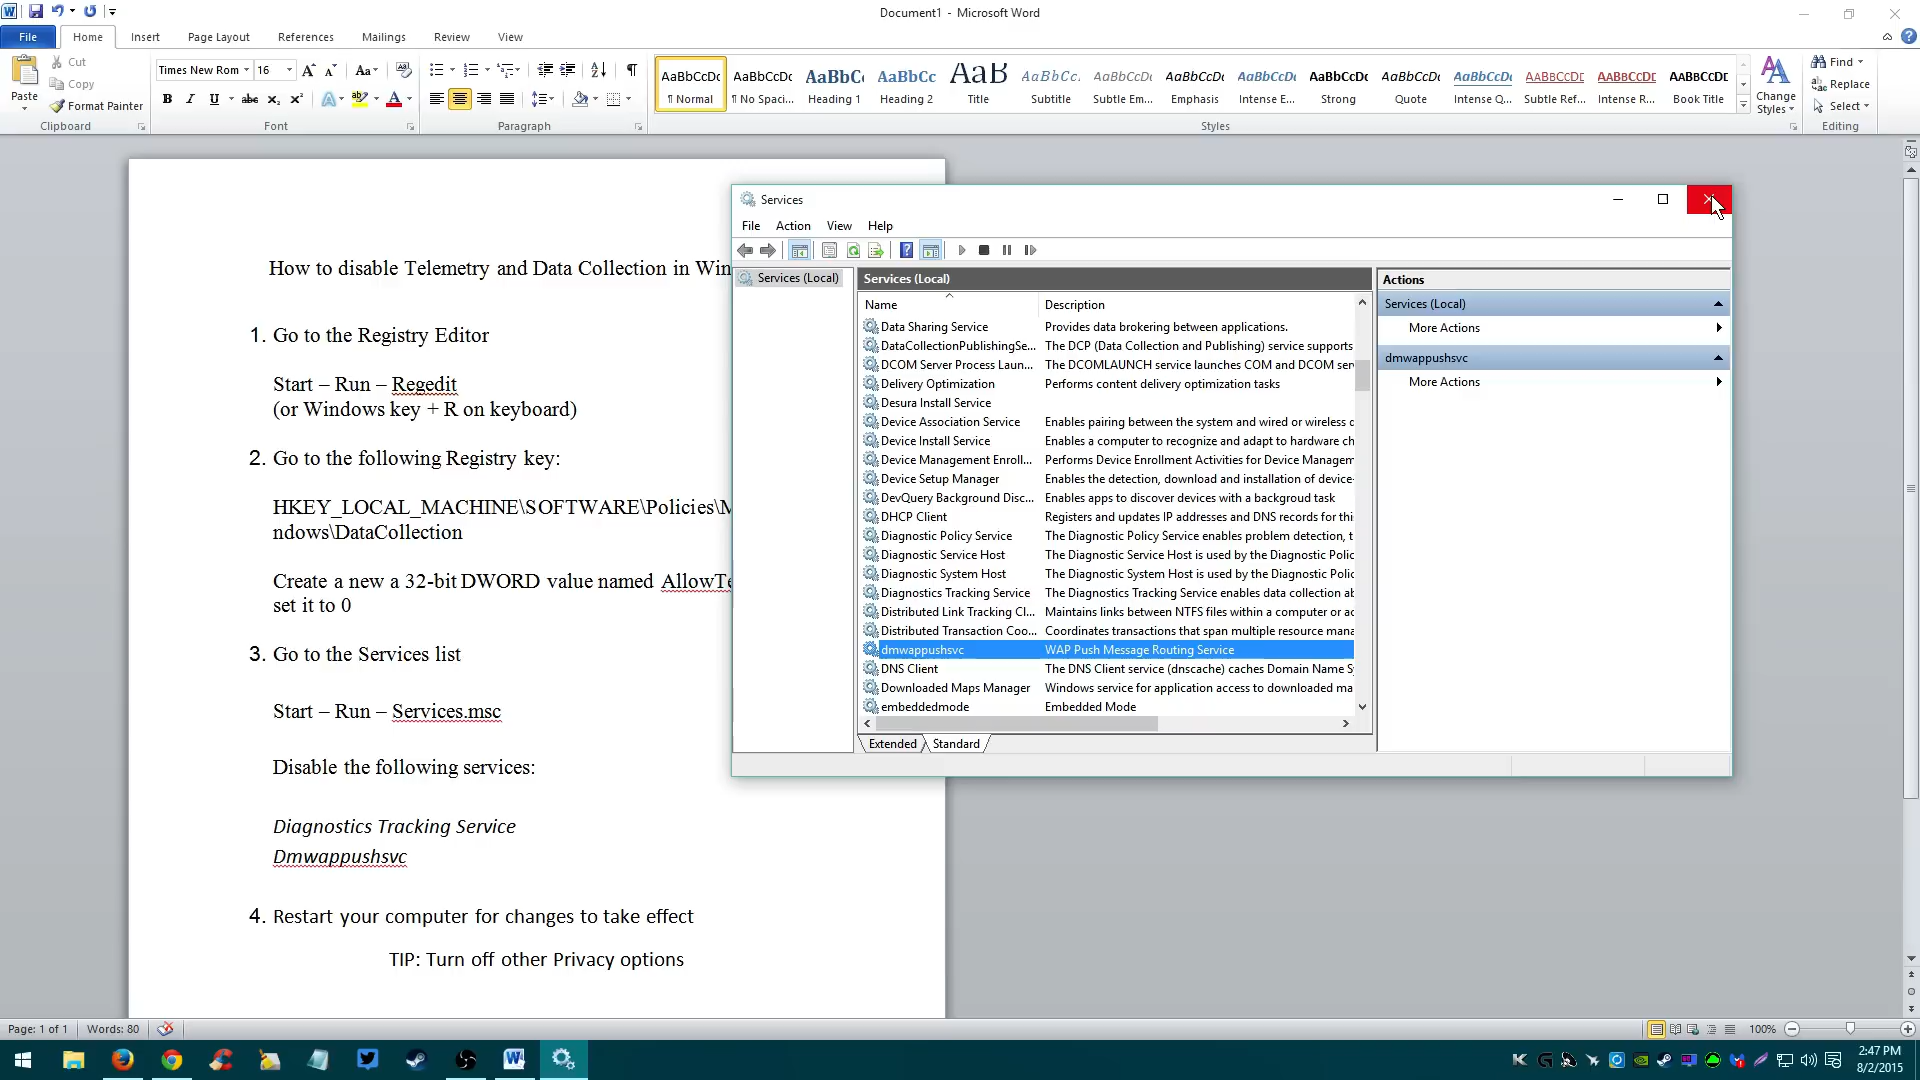 Document1 - Microsoft Word
File Home Insert Page Layout References Mailings Review View
Paste
Cut
Copy
Format Painter
Clipboard
Times New Rom 16
Font
Paragraph
AaBbCcDc AaBbCcDc AaBbC AaBbCc AaB AaBbCc. AaBbCcDt AaBbCcDt AaBbCcDt AaBbCcDc AaBbCcDt AaBbCcDt AABBCCDE AABBCCDE AABBCCDE
¶ Normal ¶ No Spaci... Heading 1 Heading 2 Title Subtitle Subtle Em... Emphasis Intense E... Strong Quote Intense Q... Subtle Ref... Intense R... Book Title
Styles
Change
Styles
Find
Replace
Select
Editing
How to disable Telemetry and Data Collection in Win
1. Go to the Registry Editor
Start – Run – Regedit
(or Windows key + R on keyboard)
2. Go to the following Registry key:
HKEY_LOCAL_MACHINE\SOFTWARE\Policies\M
ndows\DataCollection
Create a new a 32-bit DWORD value named AllowTe
set it to 0
3. Go to the Services list
Start – Run – Services.msc
Disable the following services:
Diagnostics Tracking Service
Dmwappushsvc
4. Restart your computer for changes to take effect
TIP: Turn off other Privacy options
Services
File Action View Help
Services (Local)
Services (Local)
Name Description
Data Sharing Service Provides data brokering between applications.
DataCollectionPublishingSe... The DCP (Data Collection and Publishing) service supports
DCOM Server Process Laun... The DCOMLAUNCH service launches COM and DCOM ser
Delivery Optimization Performs content delivery optimization tasks
Desura Install Service
Device Association Service Enables pairing between the system and wired or wireless d
Device Install Service Enables a computer to recognize and adapt to hardware ch
Device Management Enroll... Performs Device Enrollment Activities for Device Managem
Device Setup Manager Enables the detection, download and installation of device-
DevQuery Background Disc... Enables apps to discover devices with a backgroud task
DHCP Client Registers and updates IP addresses and DNS records for thi
Diagnostic Policy Service The Diagnostic Policy Service enables problem detection, t
Diagnostic Service Host The Diagnostic Service Host is used by the Diagnostic Polic
Diagnostic System Host The Diagnostic System Host is used by the Diagnostic Polic
Diagnostics Tracking Service The Diagnostics Tracking Service enables data collection ab
Distributed Link Tracking Cl... Maintains links between NTFS files within a computer or ac
Distributed Transaction Coo... Coordinates transactions that span multiple resource mana
dmwappushsvc WAP Push Message Routing Service
DNS Client The DNS Client service (dnscache) caches Domain Name S
Downloaded Maps Manager Windows service for application access to downloaded ma
embeddedmode Embedded Mode
Extended Standard
Actions
Services (Local)
More Actions
dmwappushsvc
More Actions
Page: 1 of 1 Words: 80
100%
2:47 PM
8/2/2015